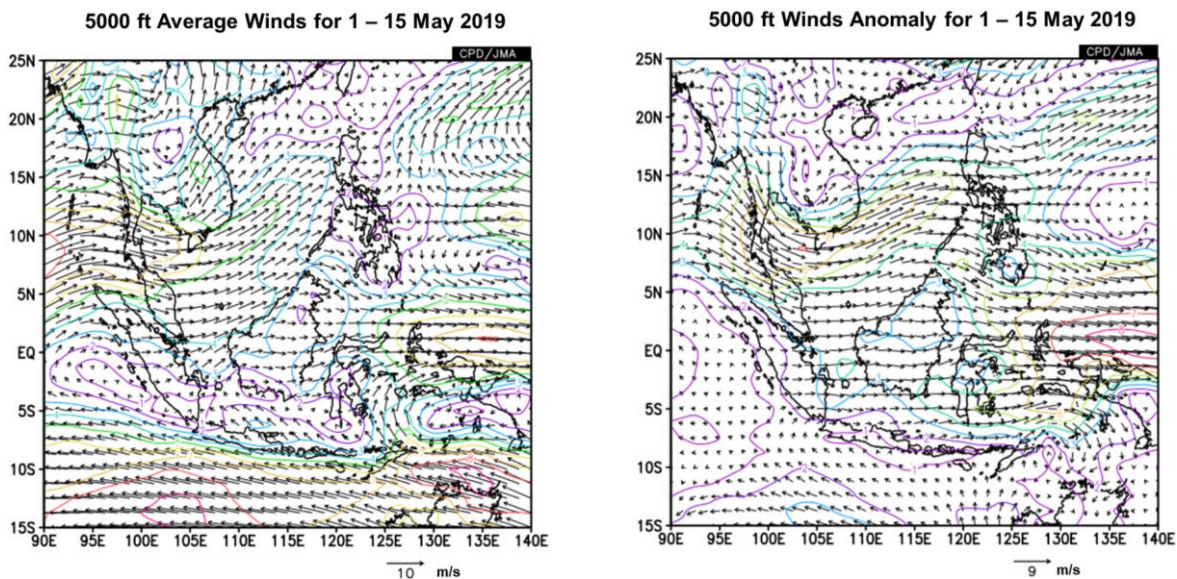 5000 ft Average Winds for 1 – 15 May 2019
CPD/JMA
25N
20N
15N
10N
5N
EQ
5S
10S
15S
90E 95E 100E 105E 110E 115E 120E 125E 130E 135E 140E
10 m/s
5000 ft Winds Anomaly for 1 – 15 May 2019
CPD/JMA
25N
20N
15N
10N
5N
EQ
5S
10S
15S
90E 95E 100E 105E 110E 115E 120E 125E 130E 135E 140E
9 m/s